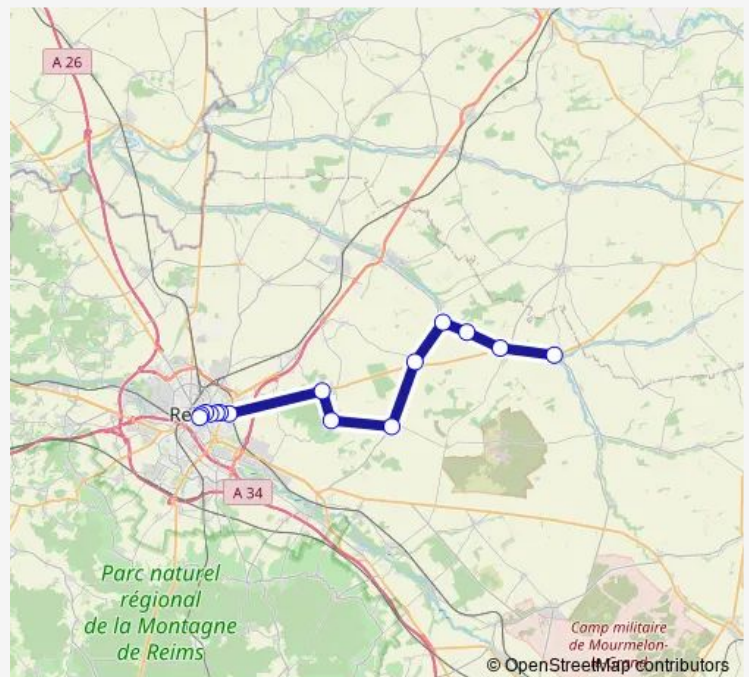 A 26
Re
A 34
Parc naturel
régional
de la Montagne
de Reims
Camp militaire
de Mourmelon-
© OpenStreetMap contributors